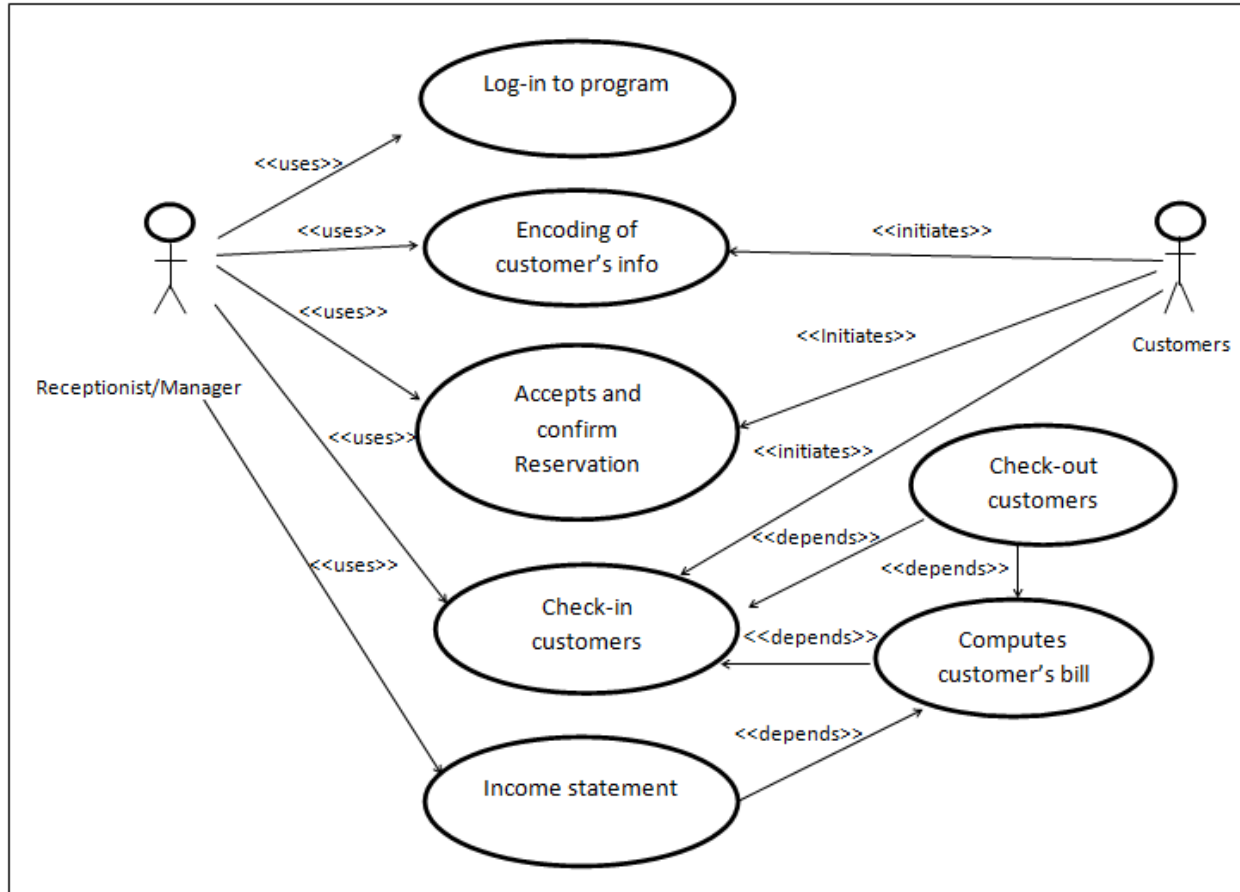 Log-in to program
<<uses>>
<<uses>>
Encoding of
customer's info
<<initiates>>
<<uses>>
<<Initiates>>
Customers
Receptionist/Manager
Accepts and
confirm
Reservation
<<uses>>
<<initiates>>
Check-out
customers
<<depends>>
<<uses>>
<<depends>>
Check-in
customers
<<depends>>
Computes
customer's bill
<<depends>>
Income statement